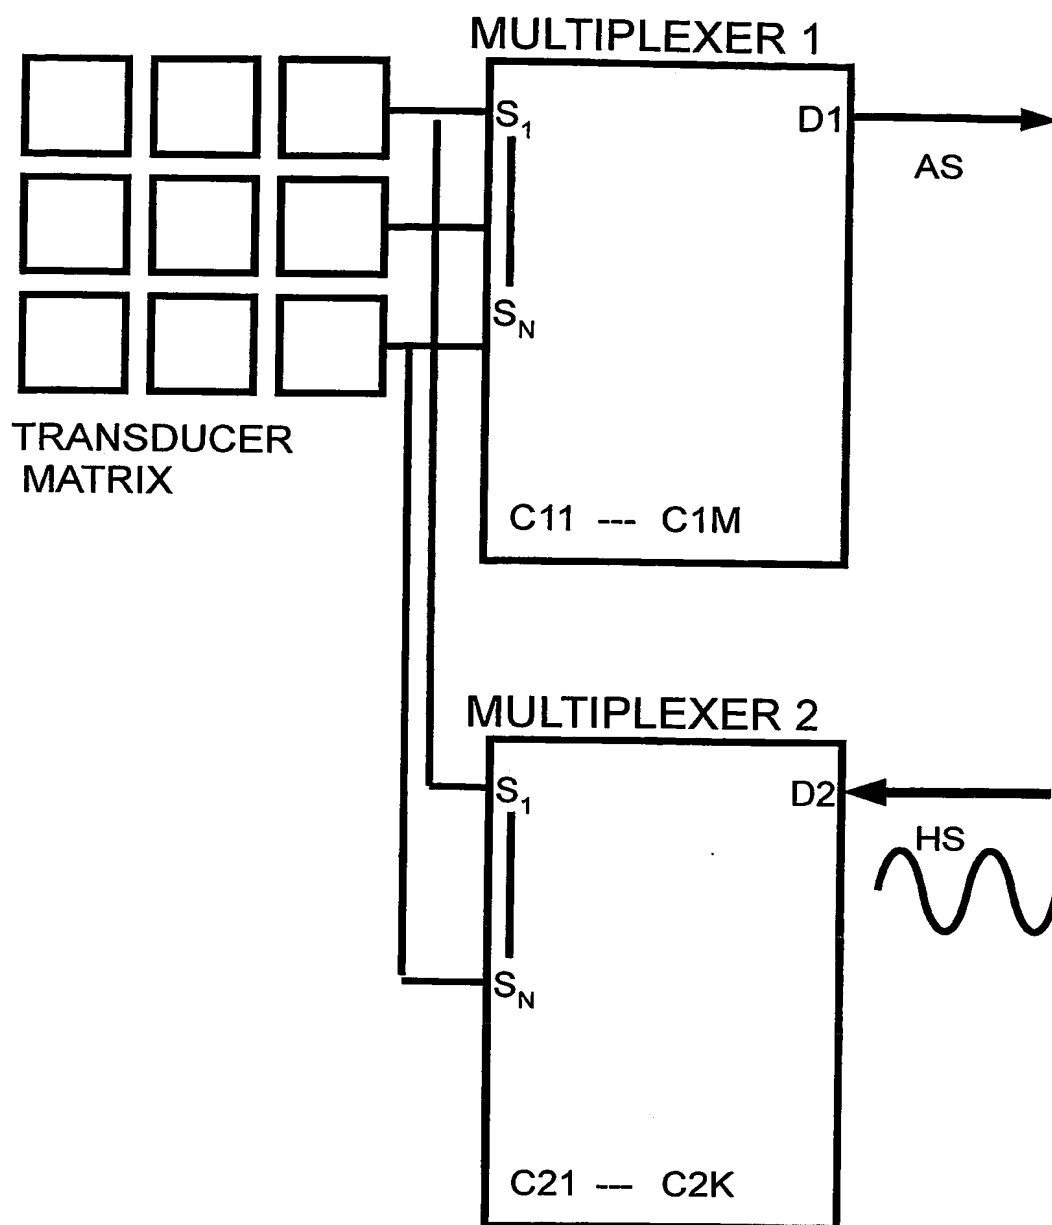 MULTIPLEXER 1
S1
D1
AS
SN
TRANSDUCER
MATRIX
C11 --- C1M
MULTIPLEXER 2
S1
D2
HS
SN
C21 --- C2K